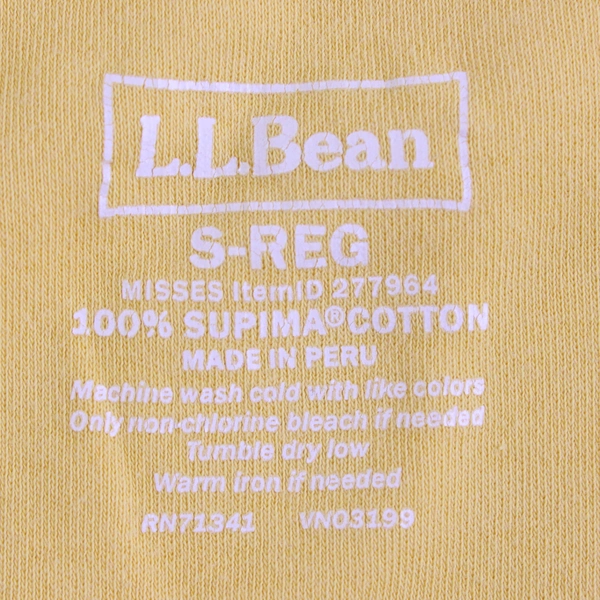 L.L.Bean
S-REG
MISSES ItemID 277964
100% SUPIMA® COTTON
MADE IN PERU
Machine wash cold with like colors
Only non-chlorine bleach if needed
Tumble dry low
Warm iron if needed
RN71341 VN03199